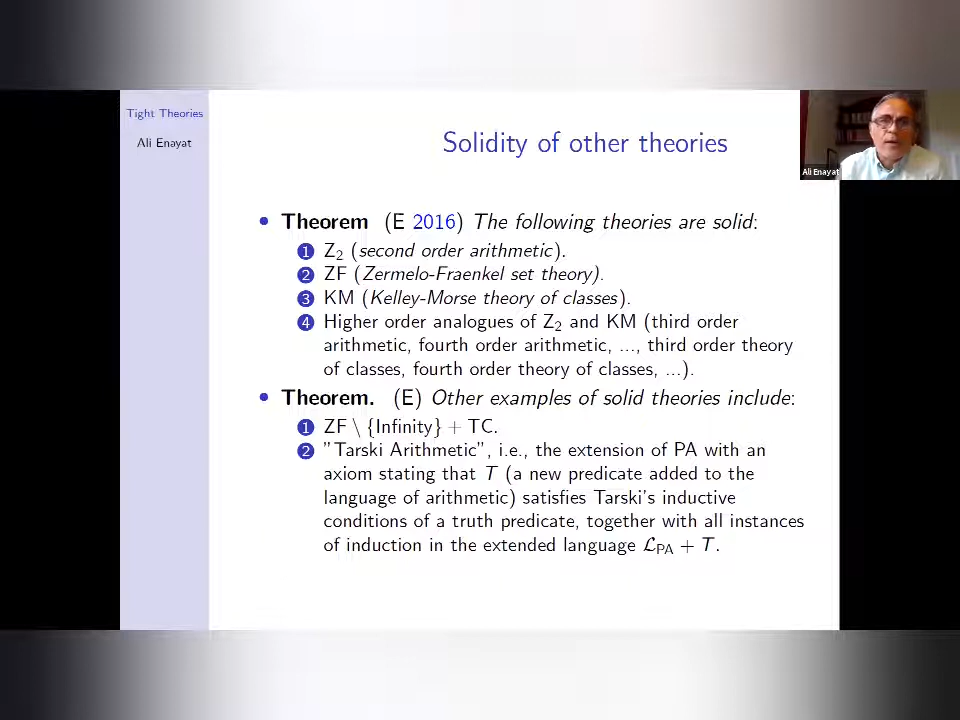 Tight Theories
Ali Enayat
Solidity of other theories
Ali Enayat
• Theorem (E 2016) The following theories are solid:
1 Z₂ (second order arithmetic).
2 ZF (Zermelo-Fraenkel set theory).
3 KM (Kelley-Morse theory of classes).
4 Higher order analogues of Z₂ and KM (third order
arithmetic, fourth order arithmetic, ..., third order theory
of classes, fourth order theory of classes, ...).
• Theorem. (E) Other examples of solid theories include:
1 ZF \ {Infinity} + TC.
2 "Tarski Arithmetic", i.e., the extension of PA with an
axiom stating that T (a new predicate added to the
language of arithmetic) satisfies Tarski's inductive
conditions of a truth predicate, together with all instances
of induction in the extended language ℒ_PA + T.